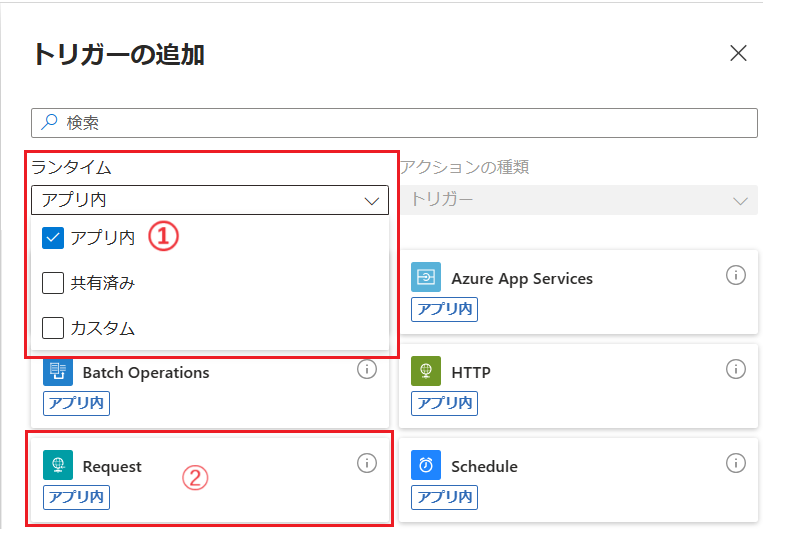 トリガーの追加
検索
ランタイム
アクションの種類
アプリ内
トリガー
アプリ内 ①
共有済み
カスタム
Azure App Services
アプリ内
Batch Operations
アプリ内
HTTP
アプリ内
Request ②
アプリ内
Schedule
アプリ内